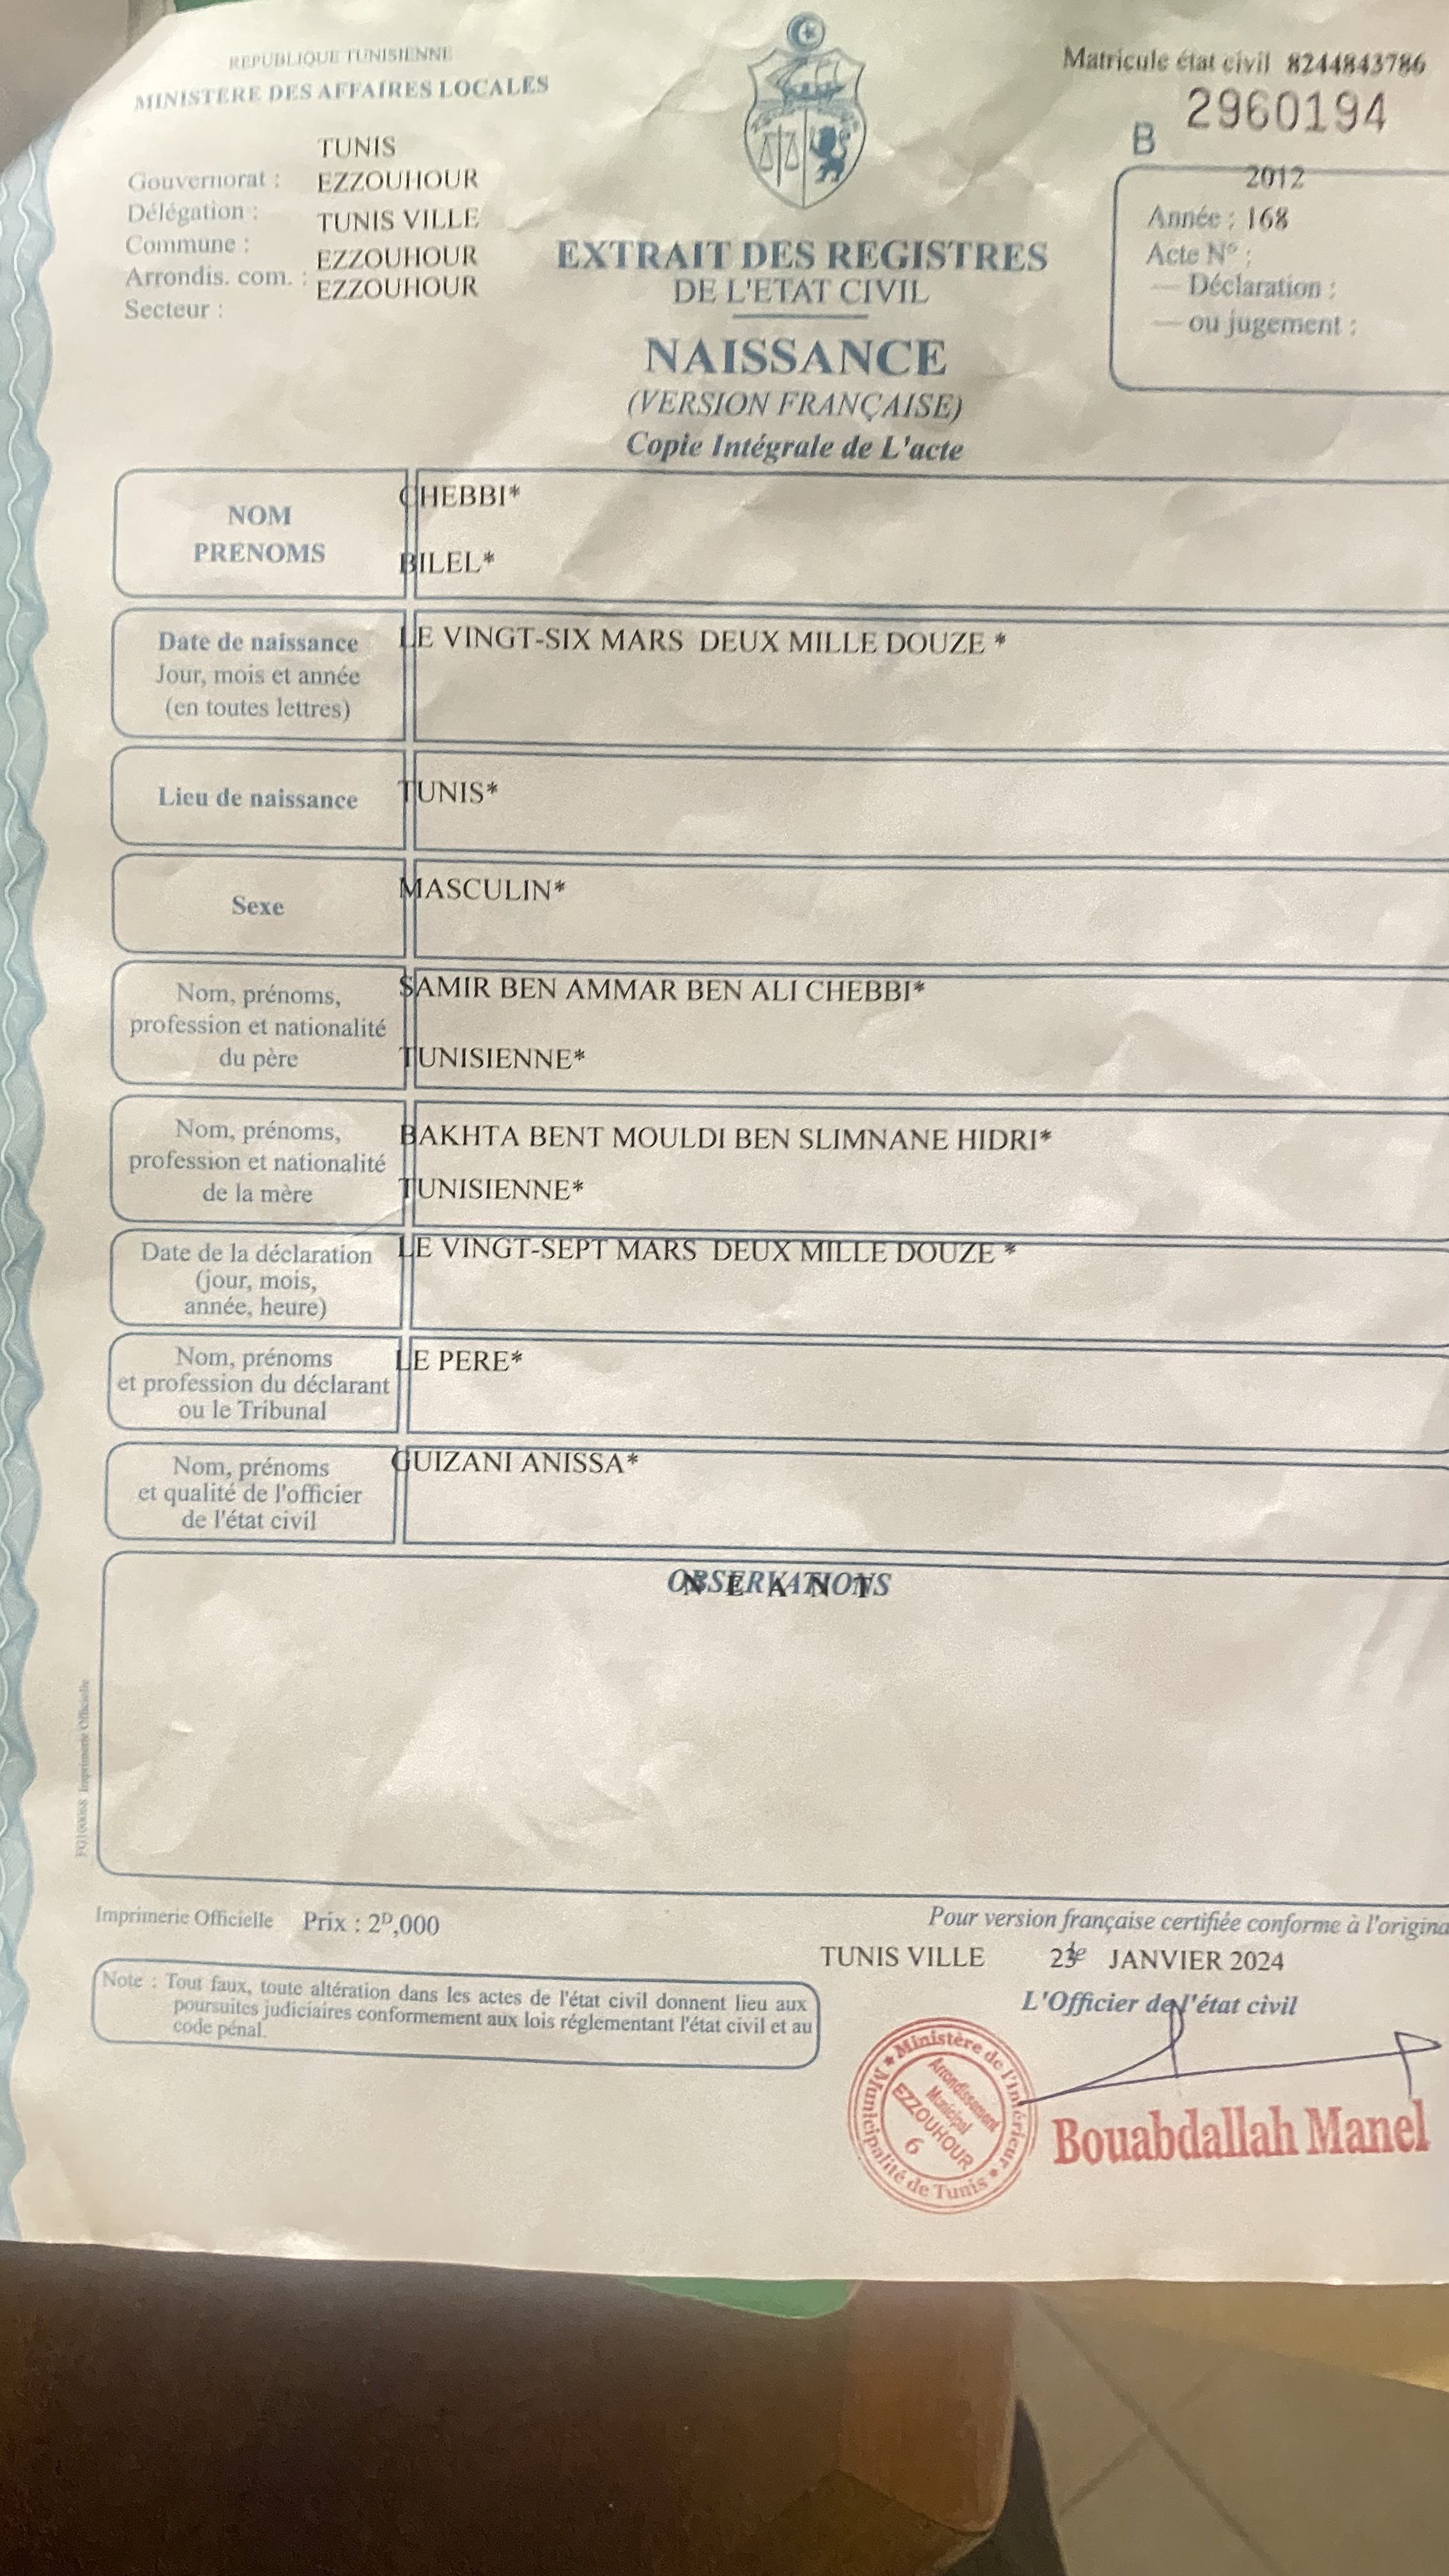 REPUBLIQUE TUNISIENNE
MINISTERE DES AFFAIRES LOCALES
Matricule état civil 8244843786
B 2960194
TUNIS
Gouvernorat : EZZOUHOUR
Délégation : TUNIS VILLE
Commune : EZZOUHOUR
Arrondis. com. : EZZOUHOUR
Secteur :
2012
Année : 168
Acte N° :
— Déclaration :
— ou jugement :
EXTRAIT DES REGISTRES
DE L'ETAT CIVIL
NAISSANCE
(VERSION FRANÇAISE)
Copie Intégrale de L'acte
NOM
PRENOMS
CHEBBI*
BILEL*
Date de naissance
Jour, mois et année
(en toutes lettres)
LE VINGT-SIX MARS DEUX MILLE DOUZE *
Lieu de naissance
TUNIS*
Sexe
MASCULIN*
Nom, prénoms,
profession et nationalité
du père
SAMIR BEN AMMAR BEN ALI CHEBBI*
TUNISIENNE*
Nom, prénoms,
profession et nationalité
de la mère
BAKHTA BENT MOULDI BEN SLIMNANE HIDRI*
TUNISIENNE*
Date de la déclaration
(jour, mois,
année, heure)
LE VINGT-SEPT MARS DEUX MILLE DOUZE *
Nom, prénoms
et profession du déclarant
ou le Tribunal
LE PERE*
Nom, prénoms
et qualité de l'officier
de l'état civil
GUIZANI ANISSA*
OBSERVATIONS
N E A N T
Imprimerie Officielle
Imprimerie Officielle Prix : 2D,000
Pour version française certifiée conforme à l'origina
TUNIS VILLE le JANVIER 2024
L'Officier de l'état civil
Note : Tout faux, toute altération dans les actes de l'état civil donnent lieu aux
poursuites judiciaires conformement aux lois réglementant l'état civil et au
code pénal.
Ministère de l'Intérieur
Municipalité de Tunis
Arrondissement
Municipal
EZZOUHOUR
6
Bouabdallah Manel